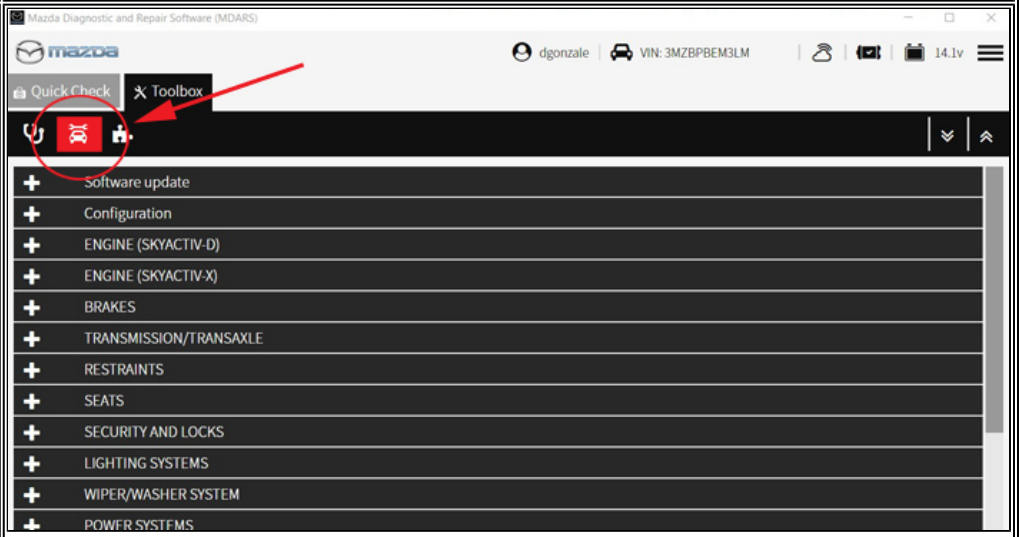 Mazda Diagnostic and Repair Software (MDARS)
mazda dgonzale VIN: 3MZBPBEM3LM 14.1v
Quick Check Toolbox
Software update
Configuration
ENGINE (SKYACTIV-D)
ENGINE (SKYACTIV-X)
BRAKES
TRANSMISSION/TRANSAXLE
RESTRAINTS
SEATS
SECURITY AND LOCKS
LIGHTING SYSTEMS
WIPER/WASHER SYSTEM
POWER SYSTEMS